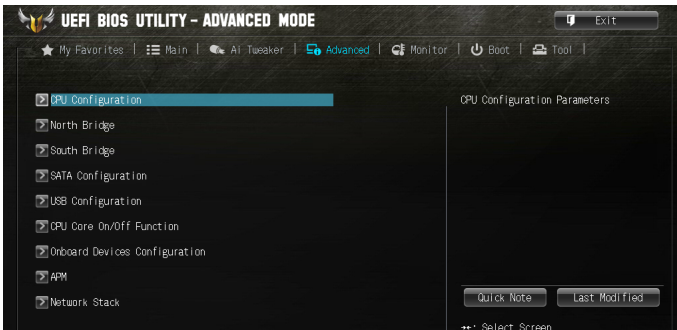 UEFI BIOS UTILITY – ADVANCED MODE
Exit
My Favorites | Main | Ai Tweaker | Advanced | Monitor | Boot | Tool |
CPU Configuration
CPU Configuration Parameters
North Bridge
South Bridge
SATA Configuration
USB Configuration
CPU Core On/Off Function
Onboard Devices Configuration
APM
Network Stack
Quick Note
Last Modified
→←: Select Screen